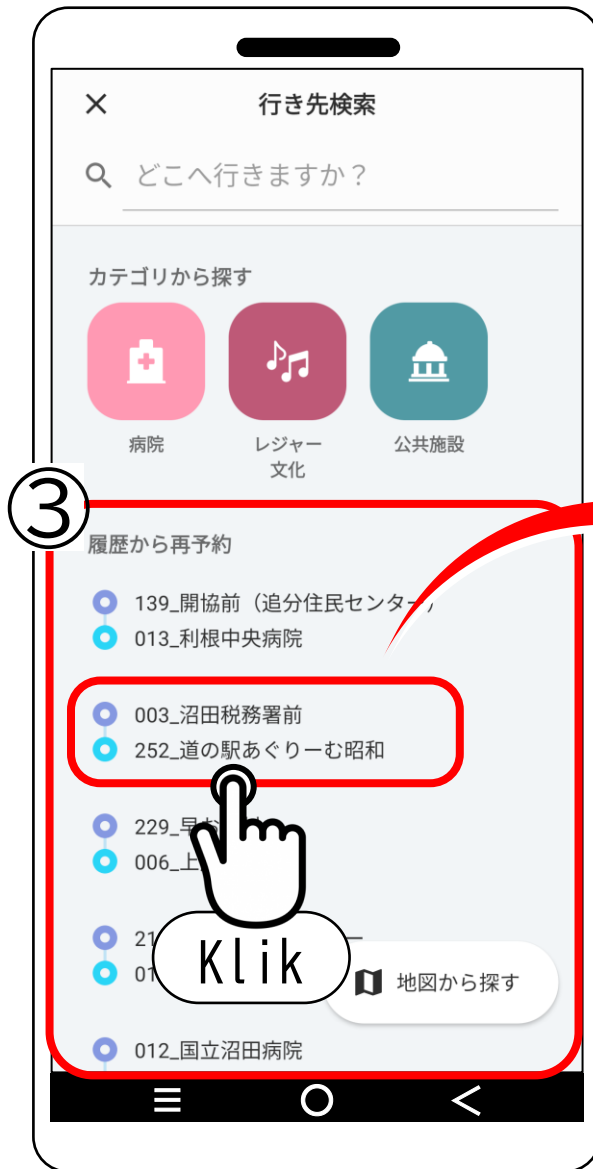 行き先検索
どこへ行きますか？
カテゴリから探す
病院
レジャー
文化
公共施設
③
履歴から再予約
139_開協前（追分住民センター）
013_利根中央病院
003_沼田税務署前
252_道の駅あぐりーむ昭和
229_早お
006_上
21
01
Klik
地図から探す
012_国立沼田病院